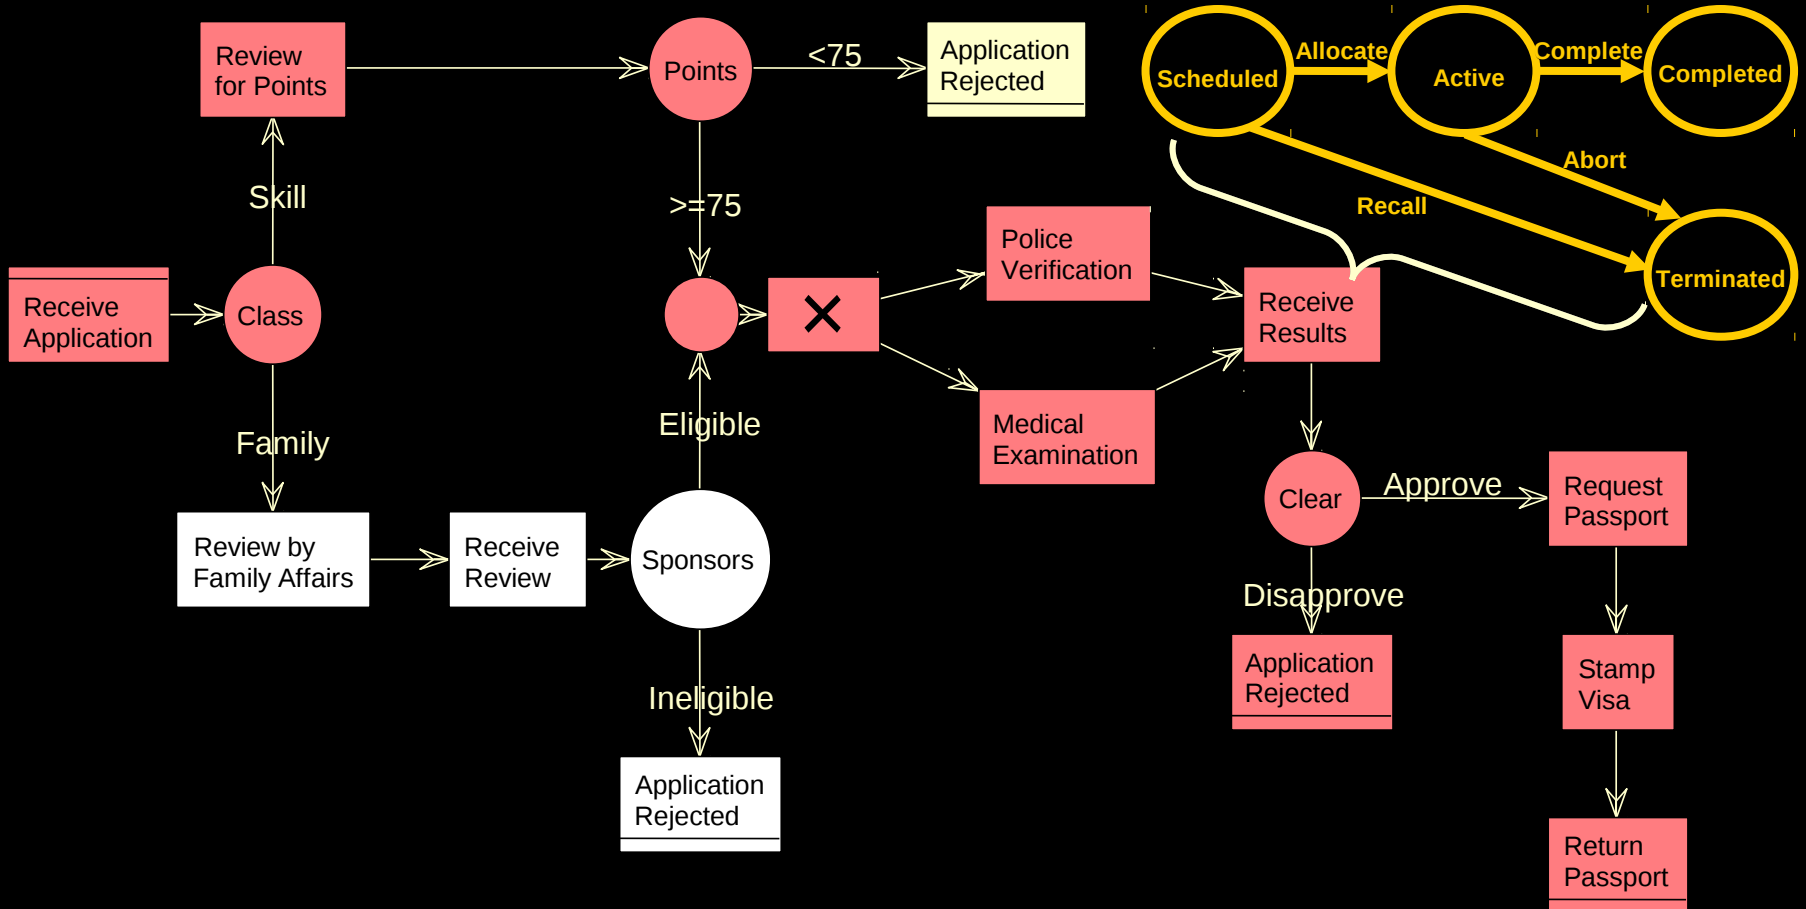 Review
for Points
Points
<75
Application
Rejected
Scheduled
Allocate
Active
Complete
Completed
Abort
Recall
Terminated
Skill
>=75
Receive
Application
Class
Police
Verification
Receive
Results
Family
Eligible
Medical
Examination
Clear
Approve
Request
Passport
Review by
Family Affairs
Receive
Review
Sponsors
Disapprove
Ineligible
Application
Rejected
Stamp
Visa
Application
Rejected
Return
Passport